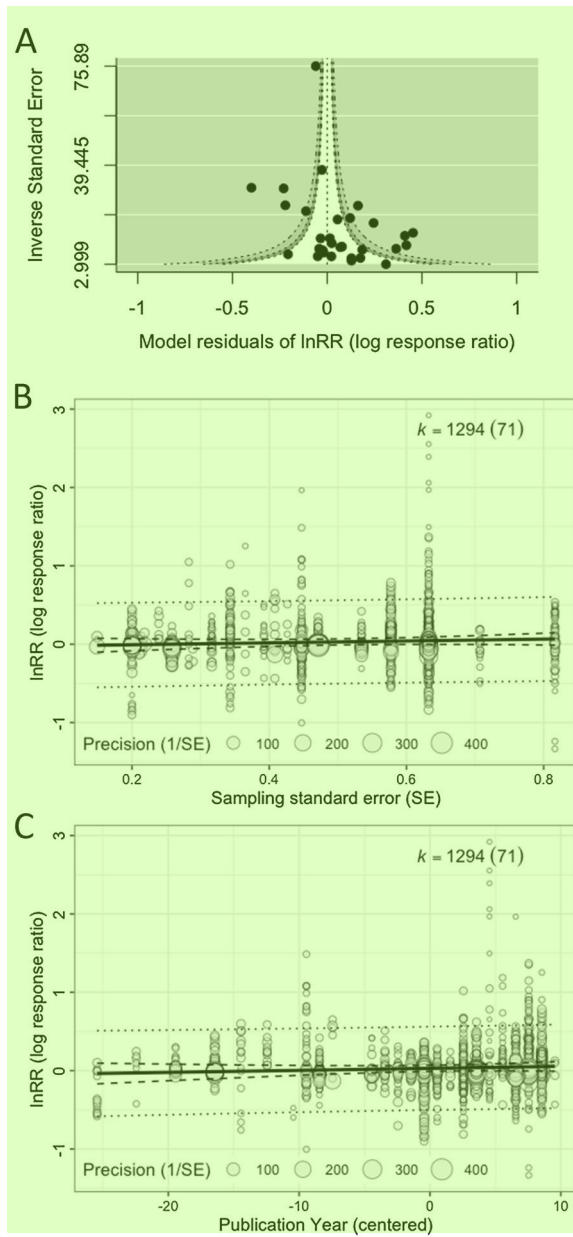 A
Inverse Standard Error
75.89
39.445
2.999
-1 -0.5 0 0.5 1
Model residuals of lnRR (log response ratio)
B
lnRR (log response ratio)
3
2
1
0
-1
k = 1294 (71)
Precision (1/SE) 100 200 300 400
0.2 0.4 0.6 0.8
Sampling standard error (SE)
C
lnRR (log response ratio)
3
2
1
0
-1
k = 1294 (71)
Precision (1/SE) 100 200 300 400
-20 -10 0 10
Publication Year (centered)